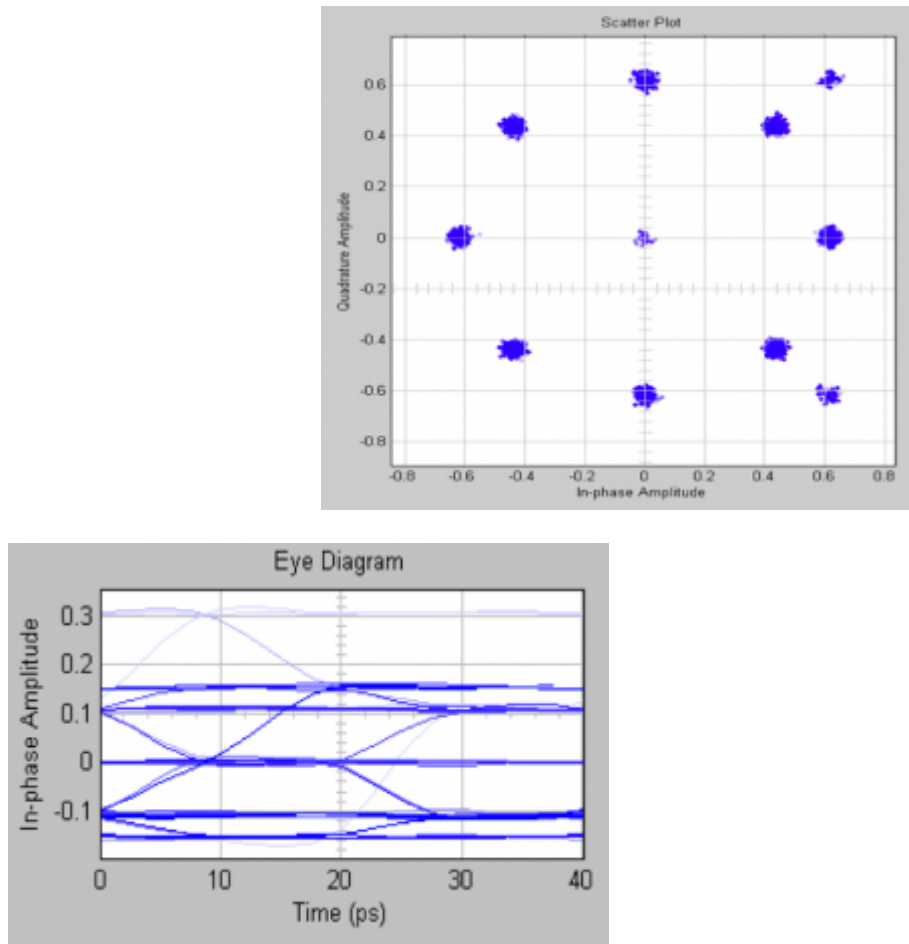 Scatter Plot
Quadrature Amplitude
0.6
0.4
0.2
0
-0.2
-0.4
-0.6
-0.8
-0.8 -0.6 -0.4 -0.2 0 0.2 0.4 0.6 0.8
In-phase Amplitude
Eye Diagram
In-phase Amplitude
0.3
0.2
0.1
0
-0.1
0 10 20 30 40
Time (ps)